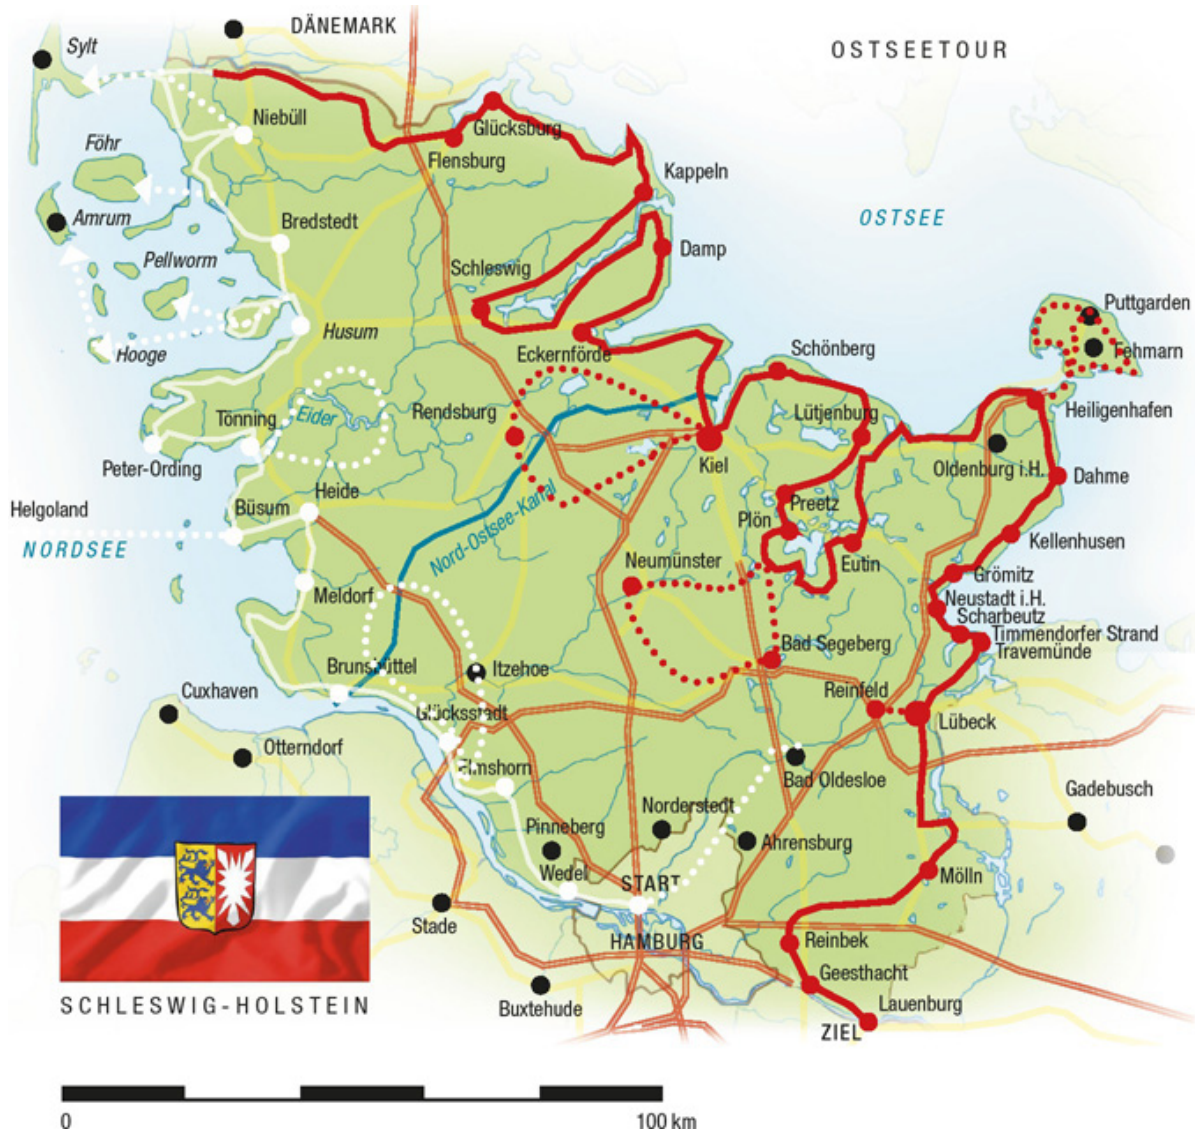 DÄNEMARK
OSTSEETOUR
Sylt
Niebüll
Glücksburg
Flensburg
Föhr
Kappeln
Amrum
Bredstedt
OSTSEE
Damp
Pellworm
Schleswig
Puttgarden
Husum
Fehmarn
Hooge
Eckernförde
Schönberg
Tönning
Eider
Rendsburg
Lütjenburg
Heiligenhafen
Peter-Ording
Kiel
Oldenburg i.H.
Dahme
Helgoland
Büsum
Heide
Preetz
NORDSEE
Nord-Ostsee-Kanal
Plön
Kellenhusen
Eutin
Neumünster
Grömitz
Meldorf
Neustadt i.H.
Scharbeutz
Timmendorfer Strand
Travemünde
Bad Segeberg
Brunsbüttel
Itzehoe
Cuxhaven
Reinfeld
Glücksstadt
Lübeck
Otterndorf
Elmshorn
Bad Oldesloe
Gadebusch
Norderstedt
Pinneberg
Ahrensburg
Wedel
START
Mölln
Stade
HAMBURG
Reinbek
Geesthacht
SCHLESWIG-HOLSTEIN
Buxtehude
Lauenburg
ZIEL
0
100 km